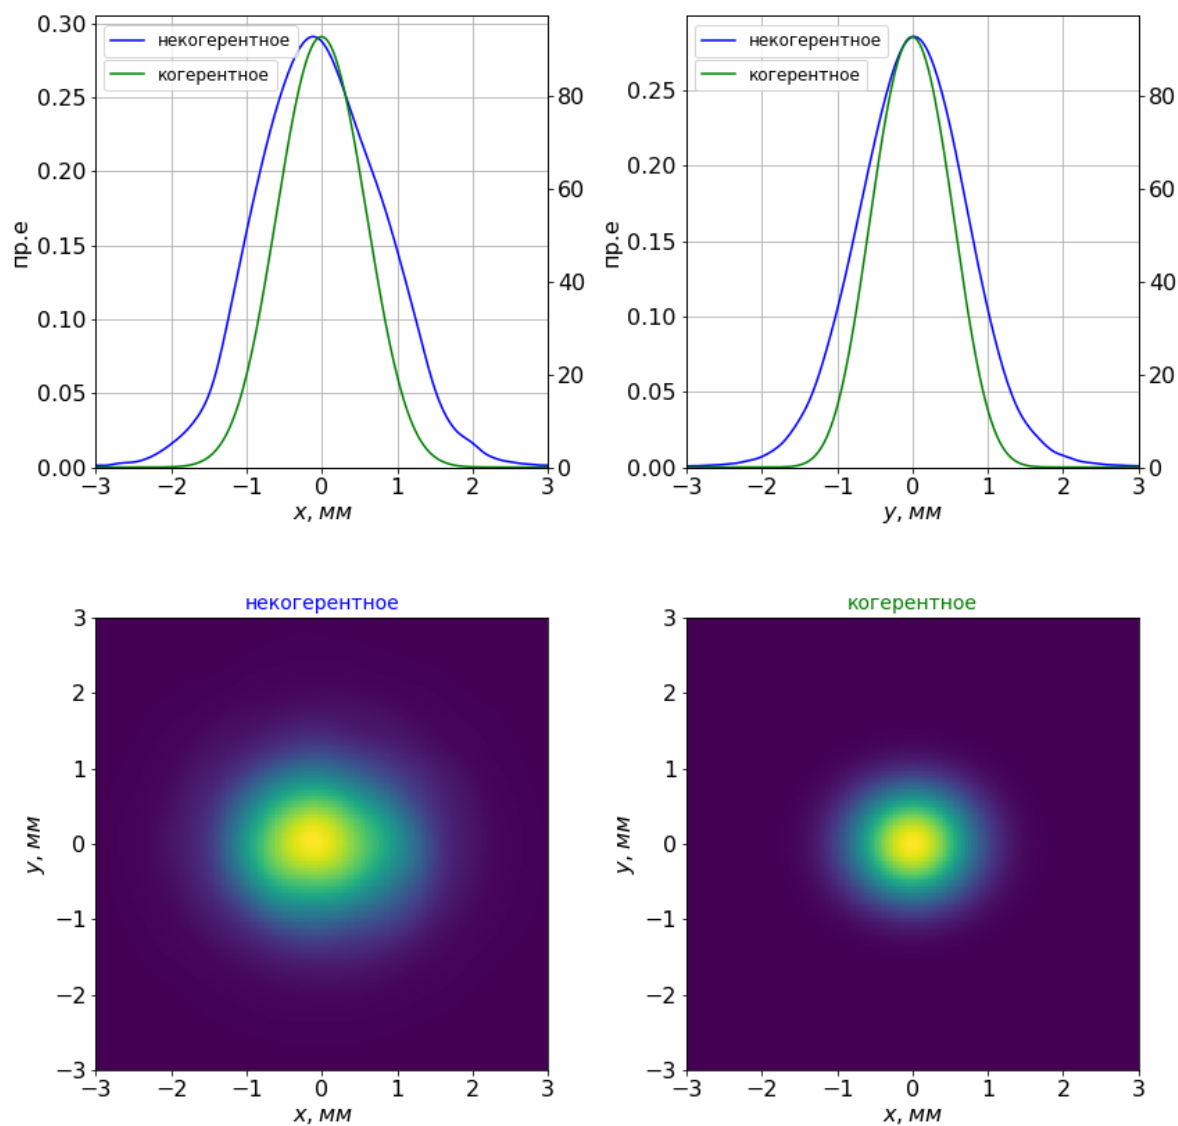 некогерентное
когерентное
0.30
0.25
0.20
0.15
0.10
0.05
0.00
пр.е
80
60
40
20
0
−3 −2 −1 0 1 2 3
x, мм
некогерентное
когерентное
0.25
0.20
0.15
0.10
0.05
0.00
пр.е
80
60
40
20
0
−3 −2 −1 0 1 2 3
y, мм
некогерентное
3
2
1
0
−1
−2
−3
y, мм
−3 −2 −1 0 1 2 3
x, мм
когерентное
3
2
1
0
−1
−2
−3
y, мм
−3 −2 −1 0 1 2 3
x, мм